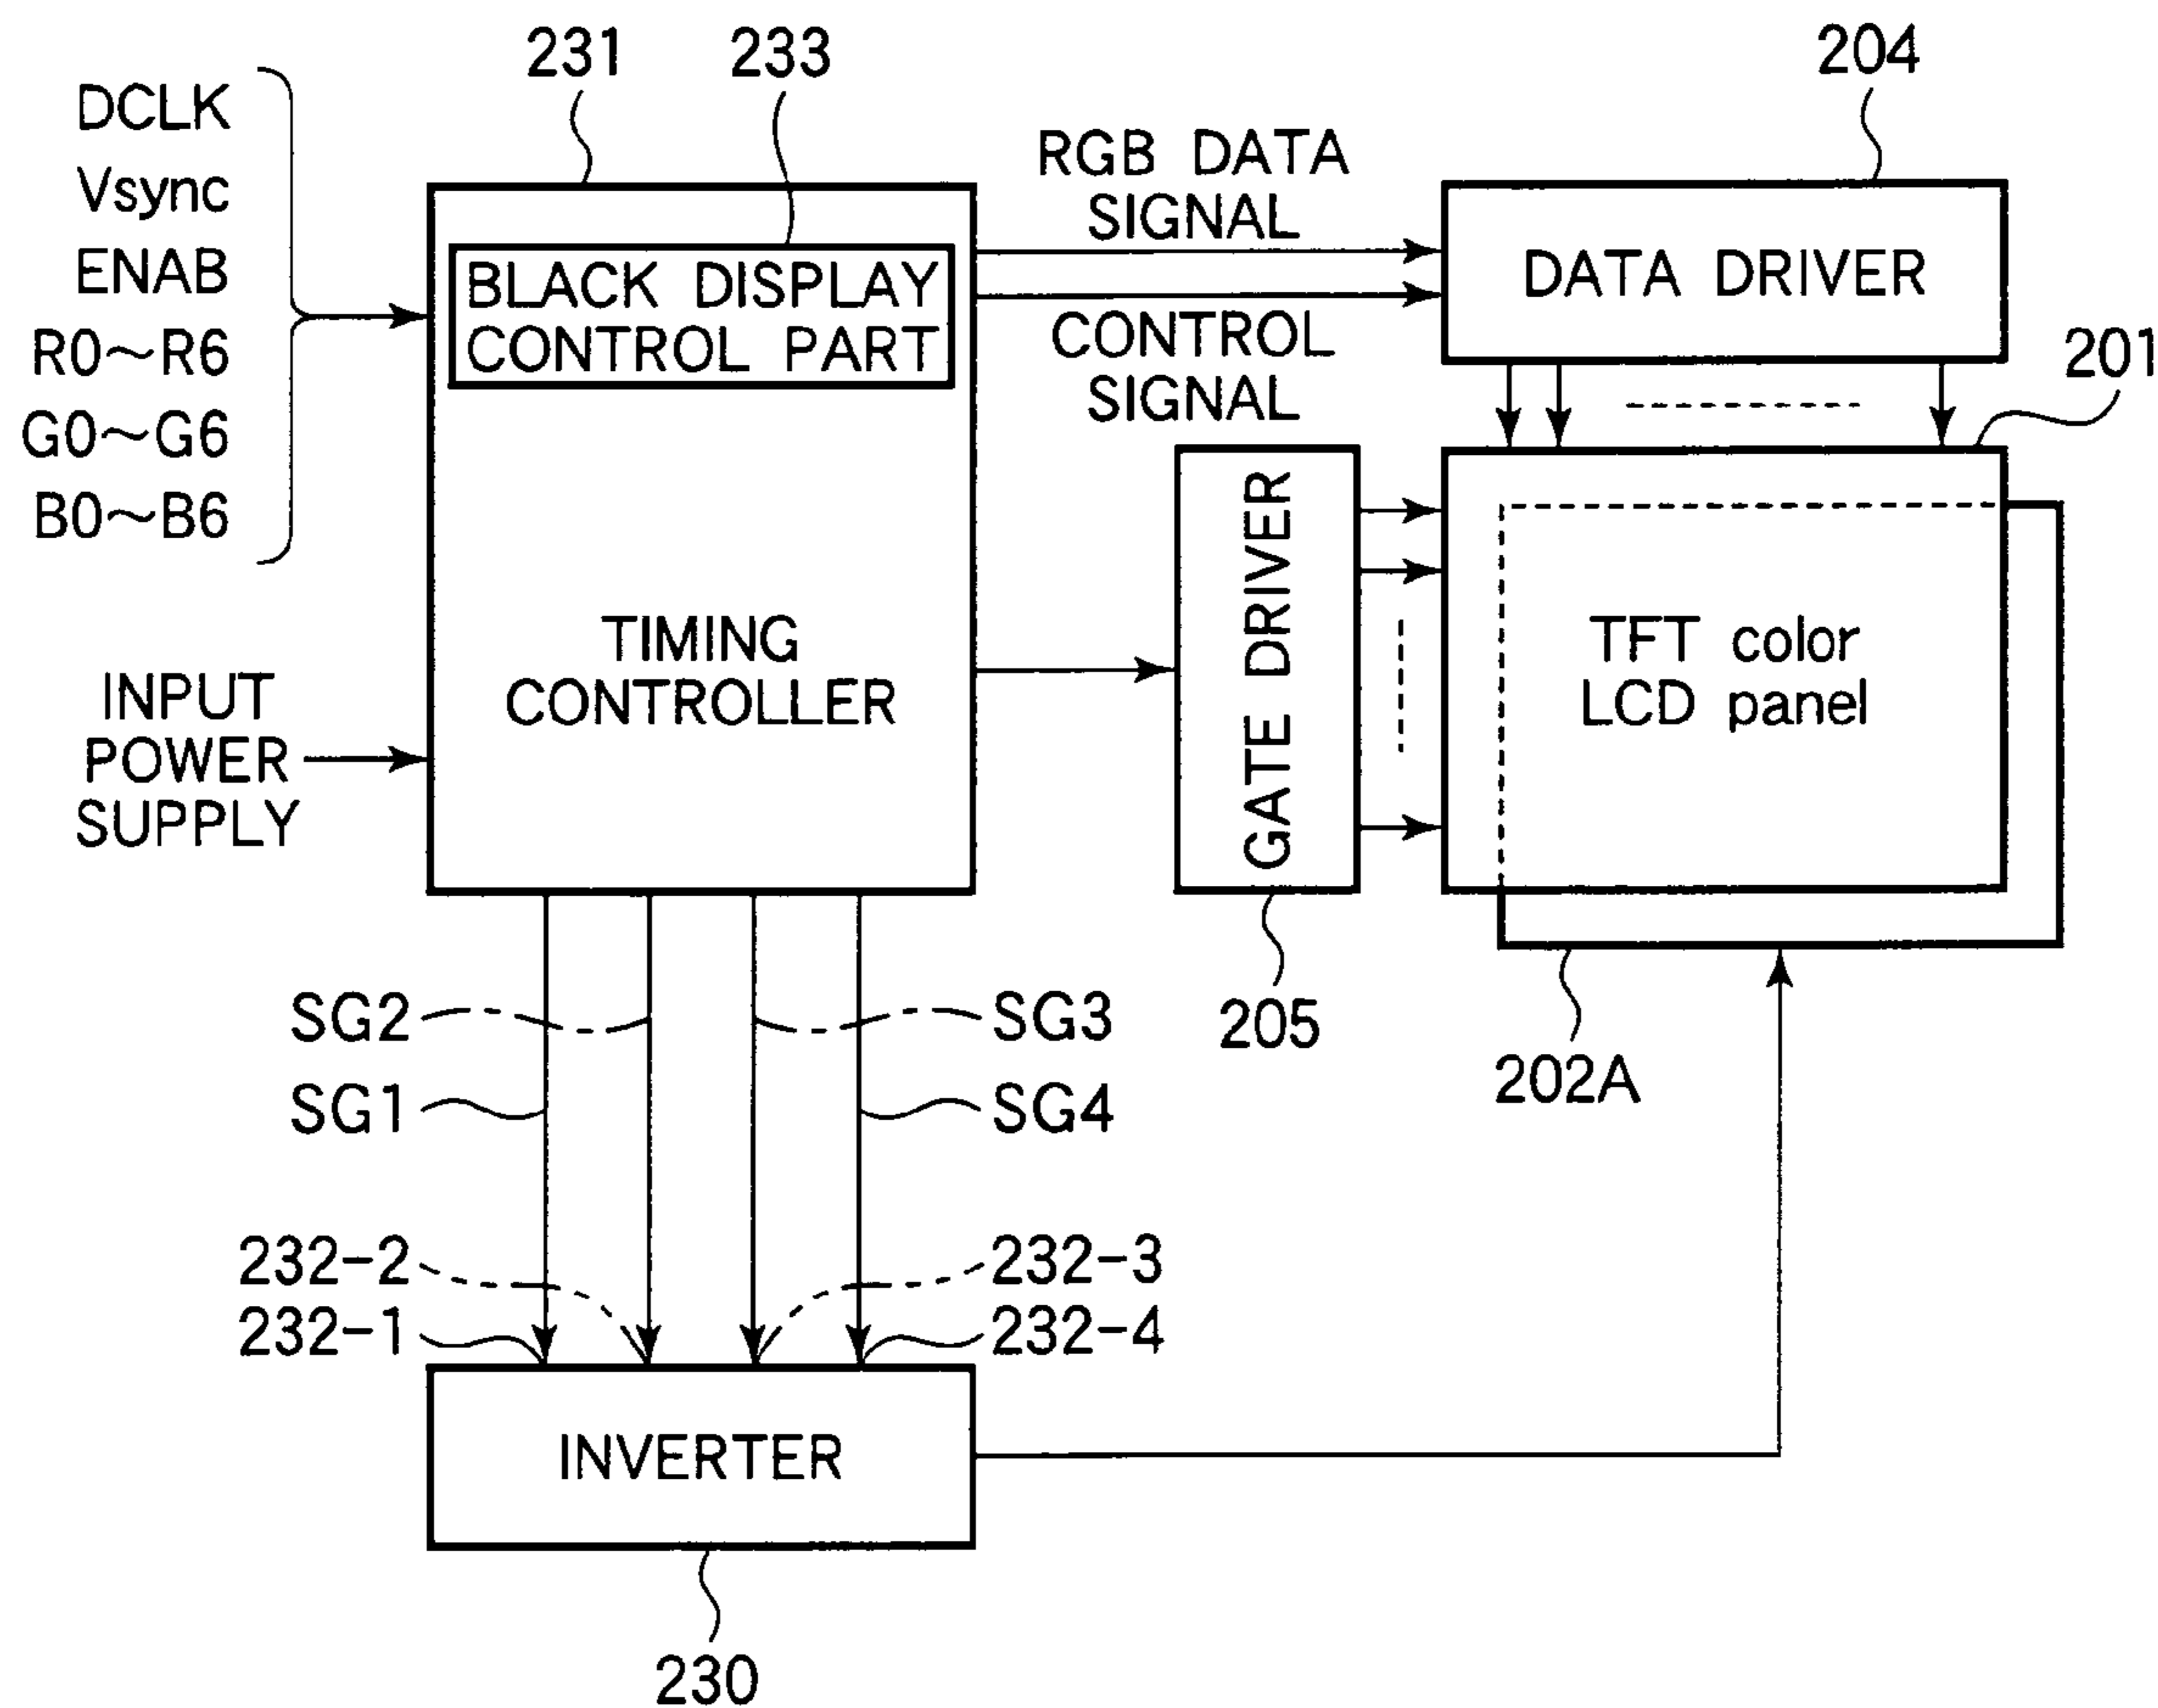 231
233
204
DCLK
Vsync
ENAB
R0~R6
G0~G6
B0~B6
RGB DATA
SIGNAL
CONTROL
SIGNAL
BLACK DISPLAY
CONTROL PART
DATA DRIVER
201
TIMING
CONTROLLER
INPUT
POWER
SUPPLY
GATE DRIVER
TFT color
LCD panel
205
202A
SG2
SG3
SG1
SG4
232-2
232-3
232-1
232-4
INVERTER
230